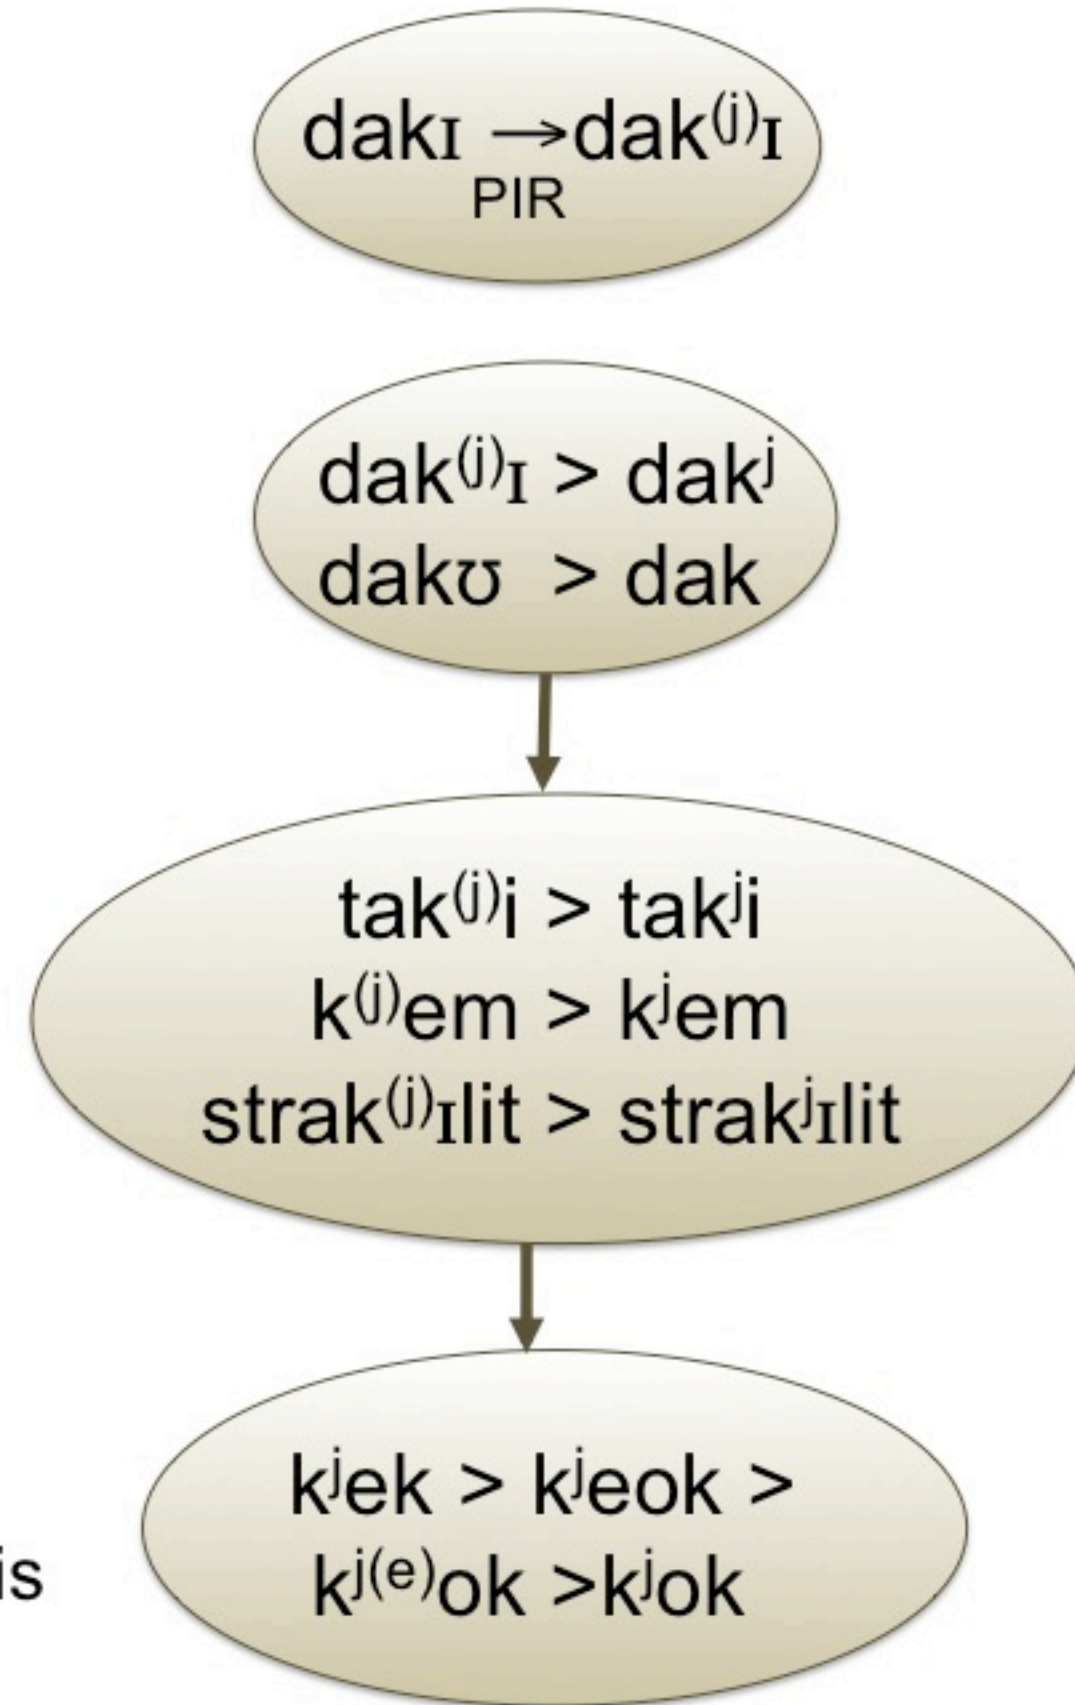 dakɪ →dak⁽ʲ⁾ɪ
PIR
dak⁽ʲ⁾ɪ > dakʲ
dakʊ > dak
tak⁽ʲ⁾i > takʲi
k⁽ʲ⁾em > kʲem
strak⁽ʲ⁾ɪlit > strakʲɪlit
kʲek > kʲeok >
is kʲ⁽ᵉ⁾ok >kʲok